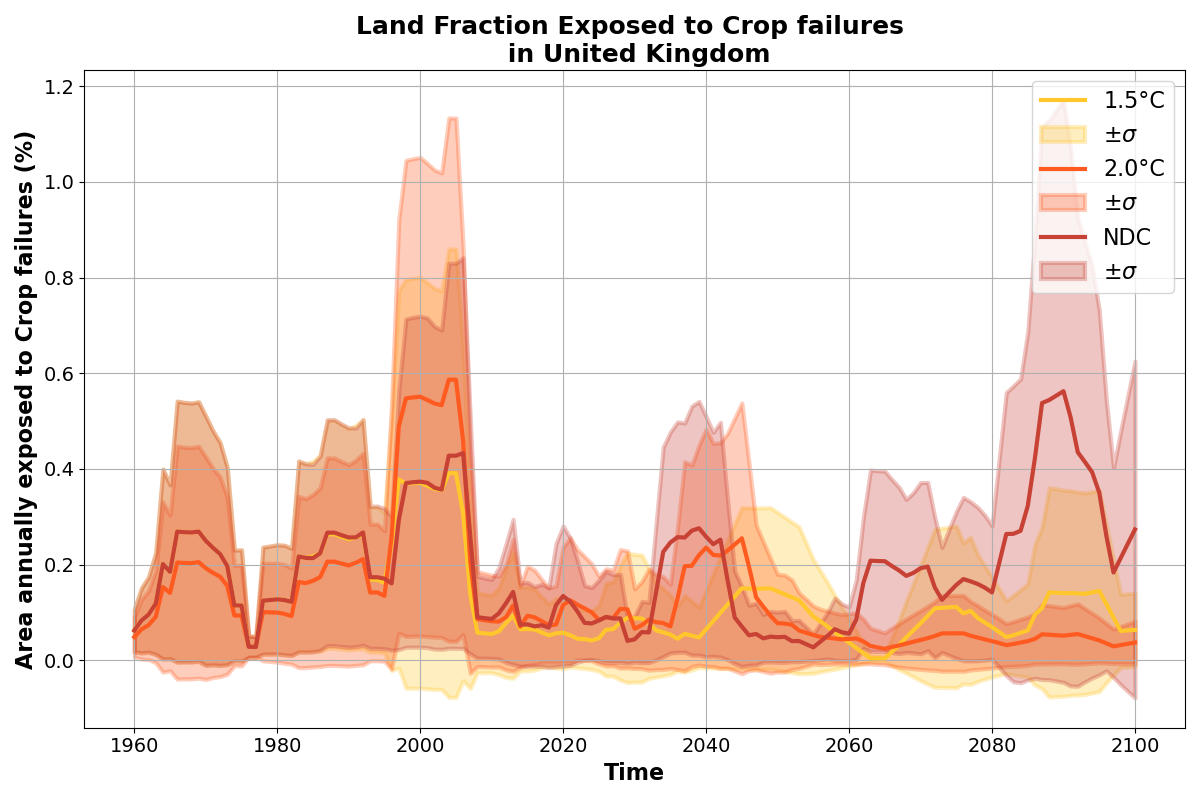 Land Fraction Exposed to Crop failures
in United Kingdom
Area annually exposed to Crop failures (%)
1.2
1.0
0.8
0.6
0.4
0.2
0.0
1960
1980
2000
2020
2040
2060
2080
2100
Time
1.5°C
±σ
2.0°C
±σ
NDC
±σ